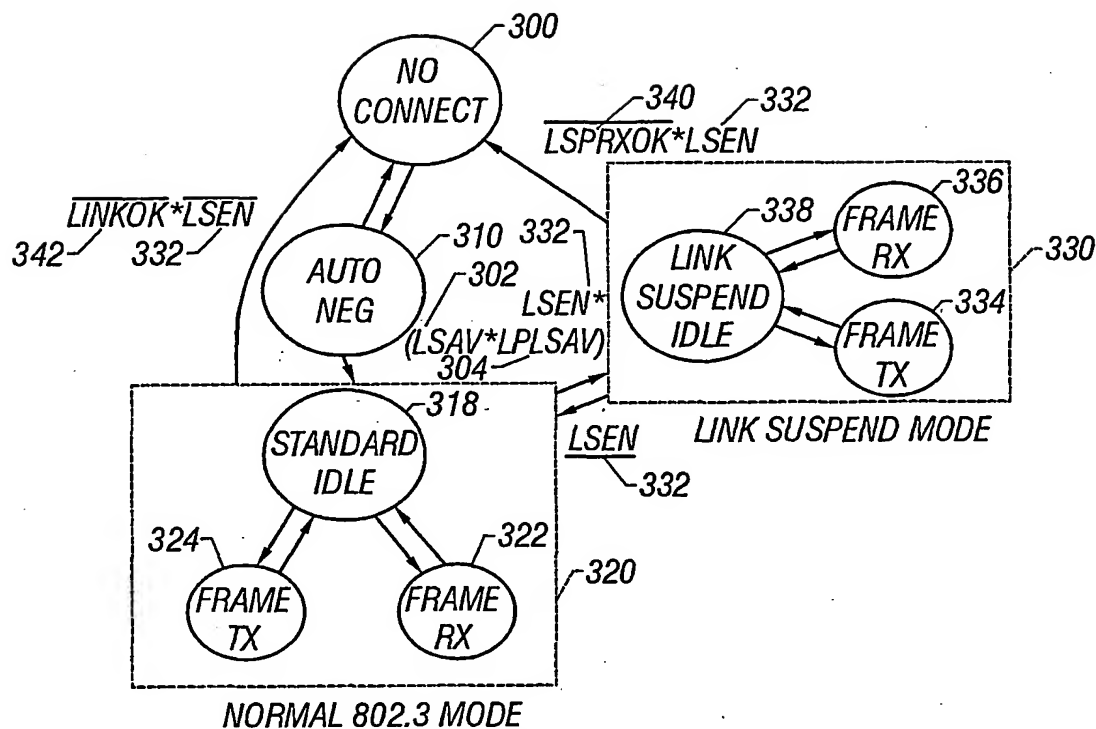 300
NO
CONNECT
340
332
LSPRXOK*LSEN
LINKOK*LSEN
342
332
310
AUTO
NEG
302
332
LSEN*
(LSAV*LPLSAV)
304
338
LINK
SUSPEND
IDLE
336
FRAME
RX
330
334
FRAME
TX
LINK SUSPEND MODE
LSEN
332
318
STANDARD
IDLE
324
FRAME
TX
322
FRAME
RX
320
NORMAL 802.3 MODE